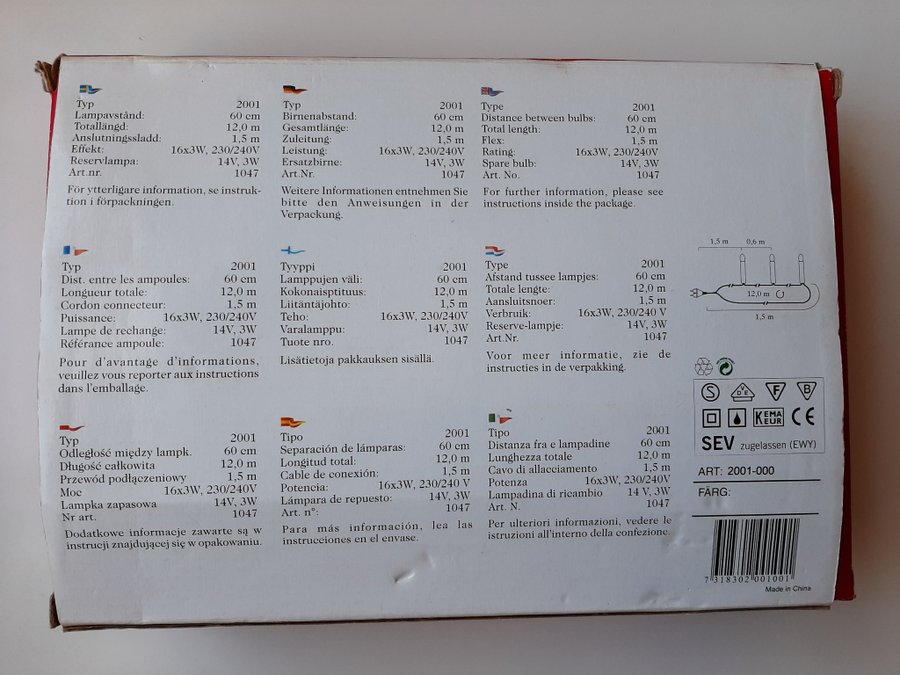 Typ 2001
Lampavstånd: 60 cm
Totallängd: 12,0 m
Anslutningssladd: 1,5 m
Effekt: 16x3W, 230/240V
Reservlampa: 14V, 3W
Art.nr. 1047
För ytterligare information, se instruk-
tion i förpackningen.
Typ 2001
Birnenabstand: 60 cm
Gesamtlänge: 12,0 m
Zuleitung: 1,5 m
Leistung: 16x3W, 230/240V
Ersatzbirne: 14V, 3W
Art.Nr. 1047
Weitere Informationen entnehmen Sie
bitte den Anweisungen in der
Verpackung.
Type 2001
Distance between bulbs: 60 cm
Total length: 12,0 m
Flex: 1,5 m
Rating: 16x3W, 230/240V
Spare bulb: 14V, 3W
Art. No. 1047
For further information, please see
instructions inside the package.
Typ 2001
Dist. entre les ampoules: 60 cm
Longueur totale: 12,0 m
Cordon connecteur: 1,5 m
Puissance: 16x3W, 230/240V
Lampe de rechange: 14V, 3W
Référance ampoule: 1047
Pour d'avantage d'informations,
veuillez vous reporter aux instructions
dans l'emballage.
Tyyppi 2001
Lamppujen väli: 60 cm
Kokonaisptituus: 12,0 m
Liitäntäjohto: 1,5 m
Teho: 16x3W, 230/240V
Varalamppu: 14V, 3W
Tuote nro. 1047
Lisätietoja pakkauksen sisällä.
Type 2001
Afstand tussee lampjes: 60 cm
Totale lengte: 12,0 m
Aansluitsnoer: 1,5 m
Verbruik: 16x3W, 230/240 V
Reserve-lampje: 14V, 3W
Art.Nr. 1047
Voor meer informatie, zie de
instructies in de verpakking.
1,5 m 0,6 m
12,0 m
1,5 m
Typ 2001
Odległość między lampk. 60 cm
Długość całkowita 12,0 m
Przewód podłączeniowy 1,5 m
Moc 16x3W, 230/240V
Lampka zapasowa 14V, 3W
Nr art. 1047
Dodatkowe informacje zawarte są w
instrucji znajdującej się w opakowaniu.
Tipo 2001
Separación de lámparas: 60 cm
Longitud total: 12,0 m
Cable de conexión: 1,5 m
Potencia: 16x3W, 230/240 V
Lámpara de repuesto: 14V, 3W
Art. n°: 1047
Para más información, lea las
instrucciones en el envase.
Tipo 2001
Distanza fra e lampadine 60 cm
Lunghezza totale 12,0 m
Cavo di allacciamento 1,5 m
Potenza 16x3W, 230/240V
Lampadina di ricambio 14 V, 3W
Art. N. 1047
Per ulteriori informazioni, vedere le
istruzioni all'interno della confezione.
S VDE F B
KEMA
EUR CE
SEV zugelassen (EWY)
ART: 2001-000
FÄRG:
7 318302 001001
Made in China